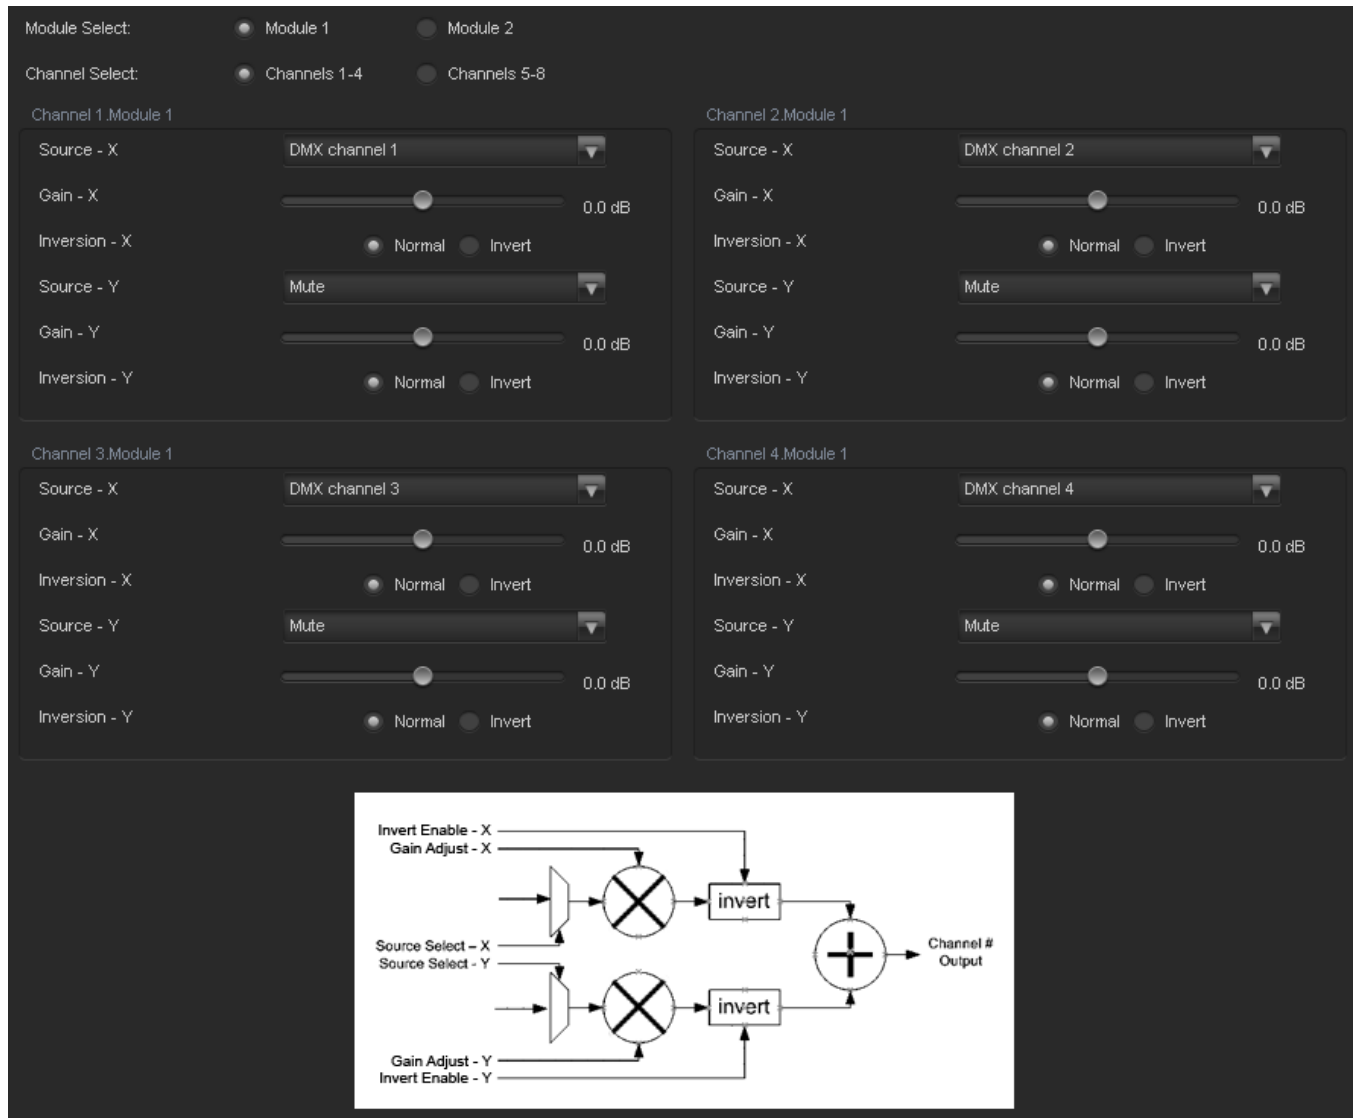 Module Select: Module 1 Module 2
Channel Select: Channels 1-4 Channels 5-8
Channel 1.Module 1
Source - X DMX channel 1
Gain - X 0.0 dB
Inversion - X Normal Invert
Source - Y Mute
Gain - Y 0.0 dB
Inversion - Y Normal Invert
Channel 2.Module 1
Source - X DMX channel 2
Gain - X 0.0 dB
Inversion - X Normal Invert
Source - Y Mute
Gain - Y 0.0 dB
Inversion - Y Normal Invert
Channel 3.Module 1
Source - X DMX channel 3
Gain - X 0.0 dB
Inversion - X Normal Invert
Source - Y Mute
Gain - Y 0.0 dB
Inversion - Y Normal Invert
Channel 4.Module 1
Source - X DMX channel 4
Gain - X 0.0 dB
Inversion - X Normal Invert
Source - Y Mute
Gain - Y 0.0 dB
Inversion - Y Normal Invert
Invert Enable - X
Gain Adjust - X
invert
Source Select – X
Source Select - Y
Channel #
Output
invert
Gain Adjust - Y
Invert Enable - Y